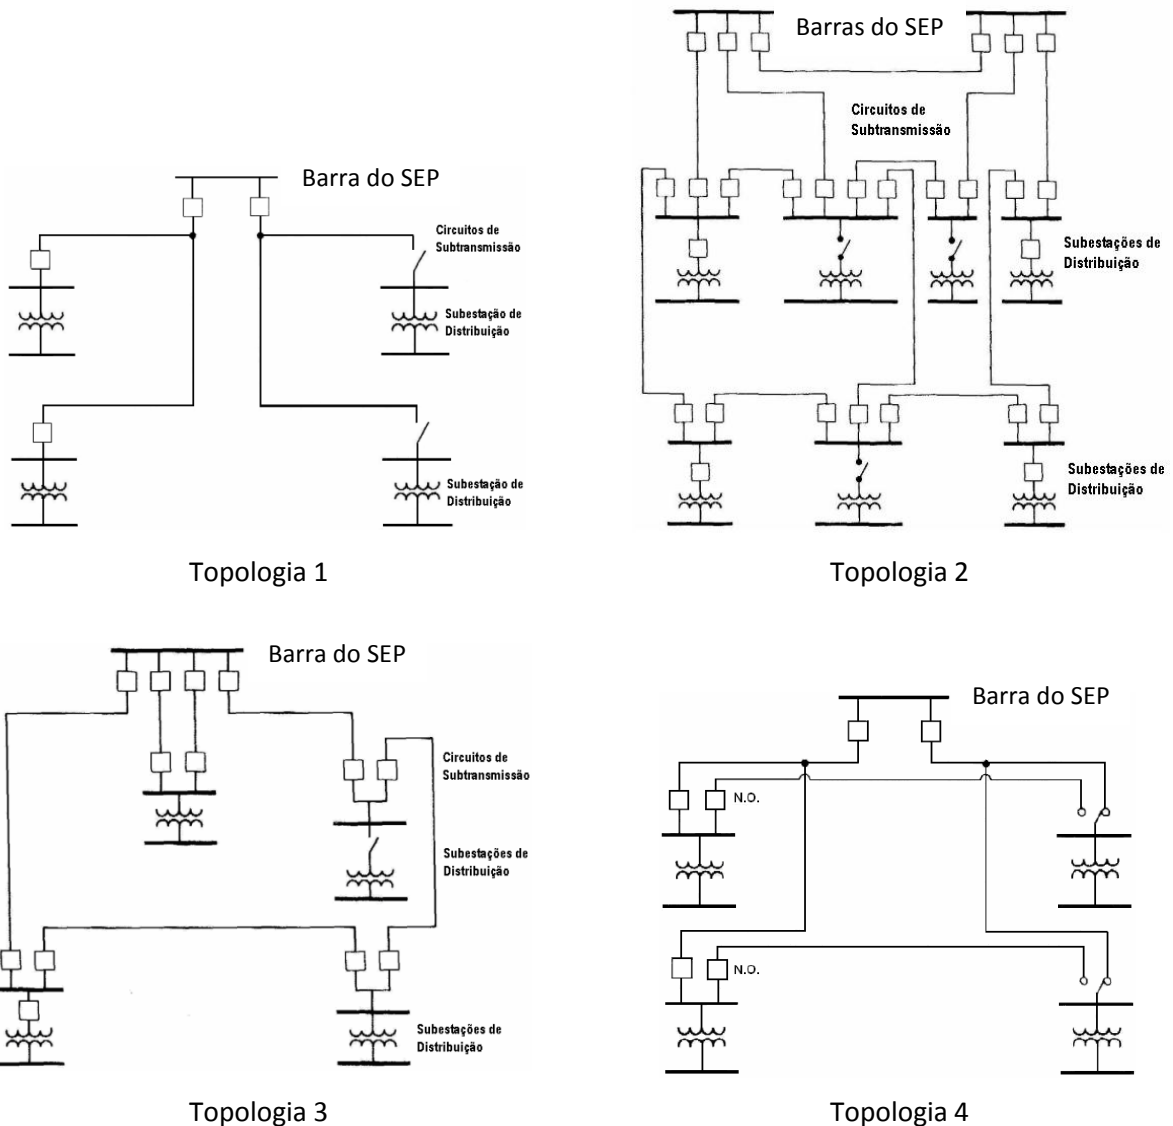 Barra do SEP
Circuitos de
Subtransmissão
Subestação de
Distribuição
Subestação de
Distribuição
Topologia 1
Barras do SEP
Circuitos de
Subtransmissão
Subestações de
Distribuição
Subestações de
Distribuição
Topologia 2
Barra do SEP
Circuitos de
Subtransmissão
Subestações de
Distribuição
Subestações de
Distribuição
Topologia 3
Barra do SEP
N.O.
N.O.
Topologia 4